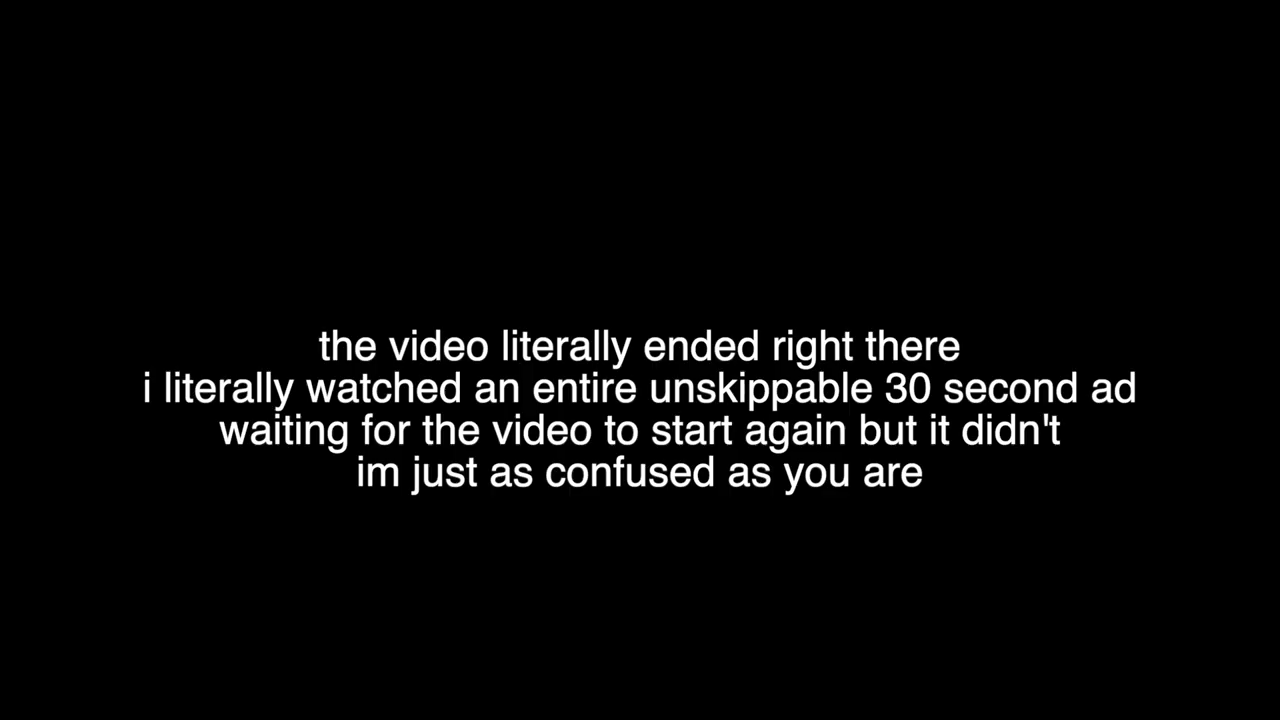 the video literally ended right there
i literally watched an entire unskippable 30 second ad
waiting for the video to start again but it didn't
im just as confused as you are